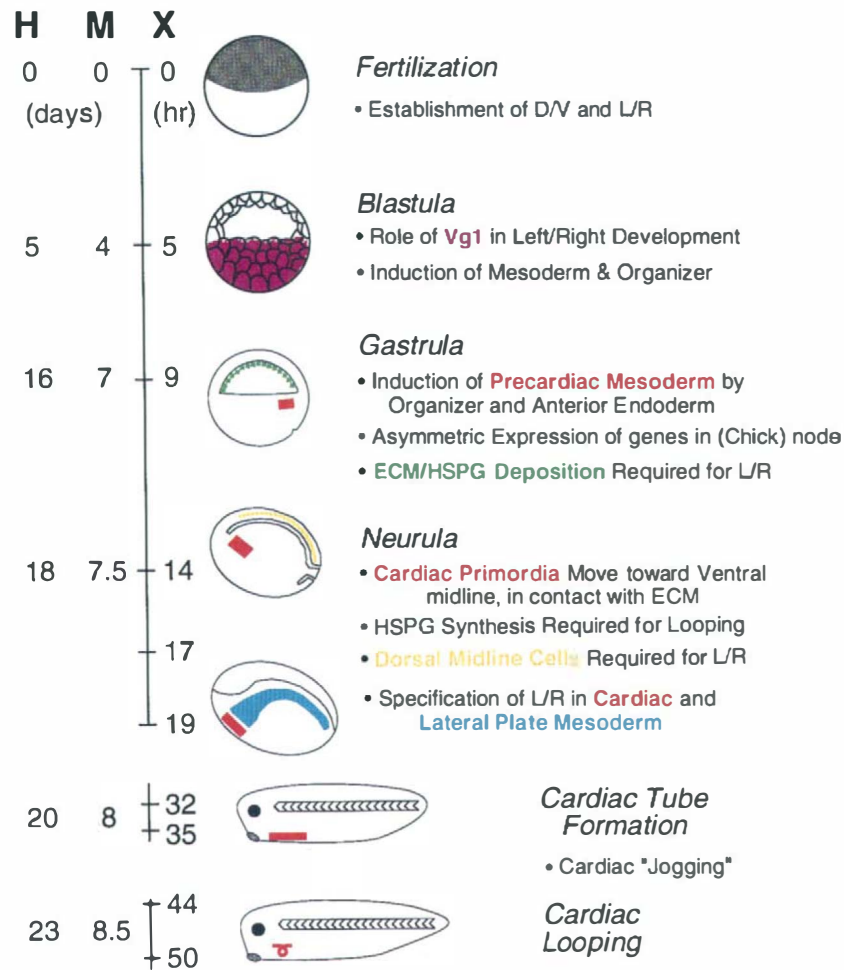 H M X
0 0 0
(days) (hr)
Fertilization
• Establishment of D/V and L/R
Blastula
5 4 5
• Role of Vg1 in Left/Right Development
• Induction of Mesoderm & Organizer
Gastrula
16 7 9
• Induction of Precardiac Mesoderm by
Organizer and Anterior Endoderm
• Asymmetric Expression of genes in (Chick) node
• ECM/HSPG Deposition Required for L/R
Neurula
18 7.5 14
• Cardiac Primordia Move toward Ventral
midline, in contact with ECM
• HSPG Synthesis Required for Looping
17
• Dorsal Midline Cells Required for L/R
• Specification of L/R in Cardiac and
Lateral Plate Mesoderm
19
20 8 32
35
Cardiac Tube
Formation
• Cardiac "Jogging"
23 8.5 44
50
Cardiac
Looping